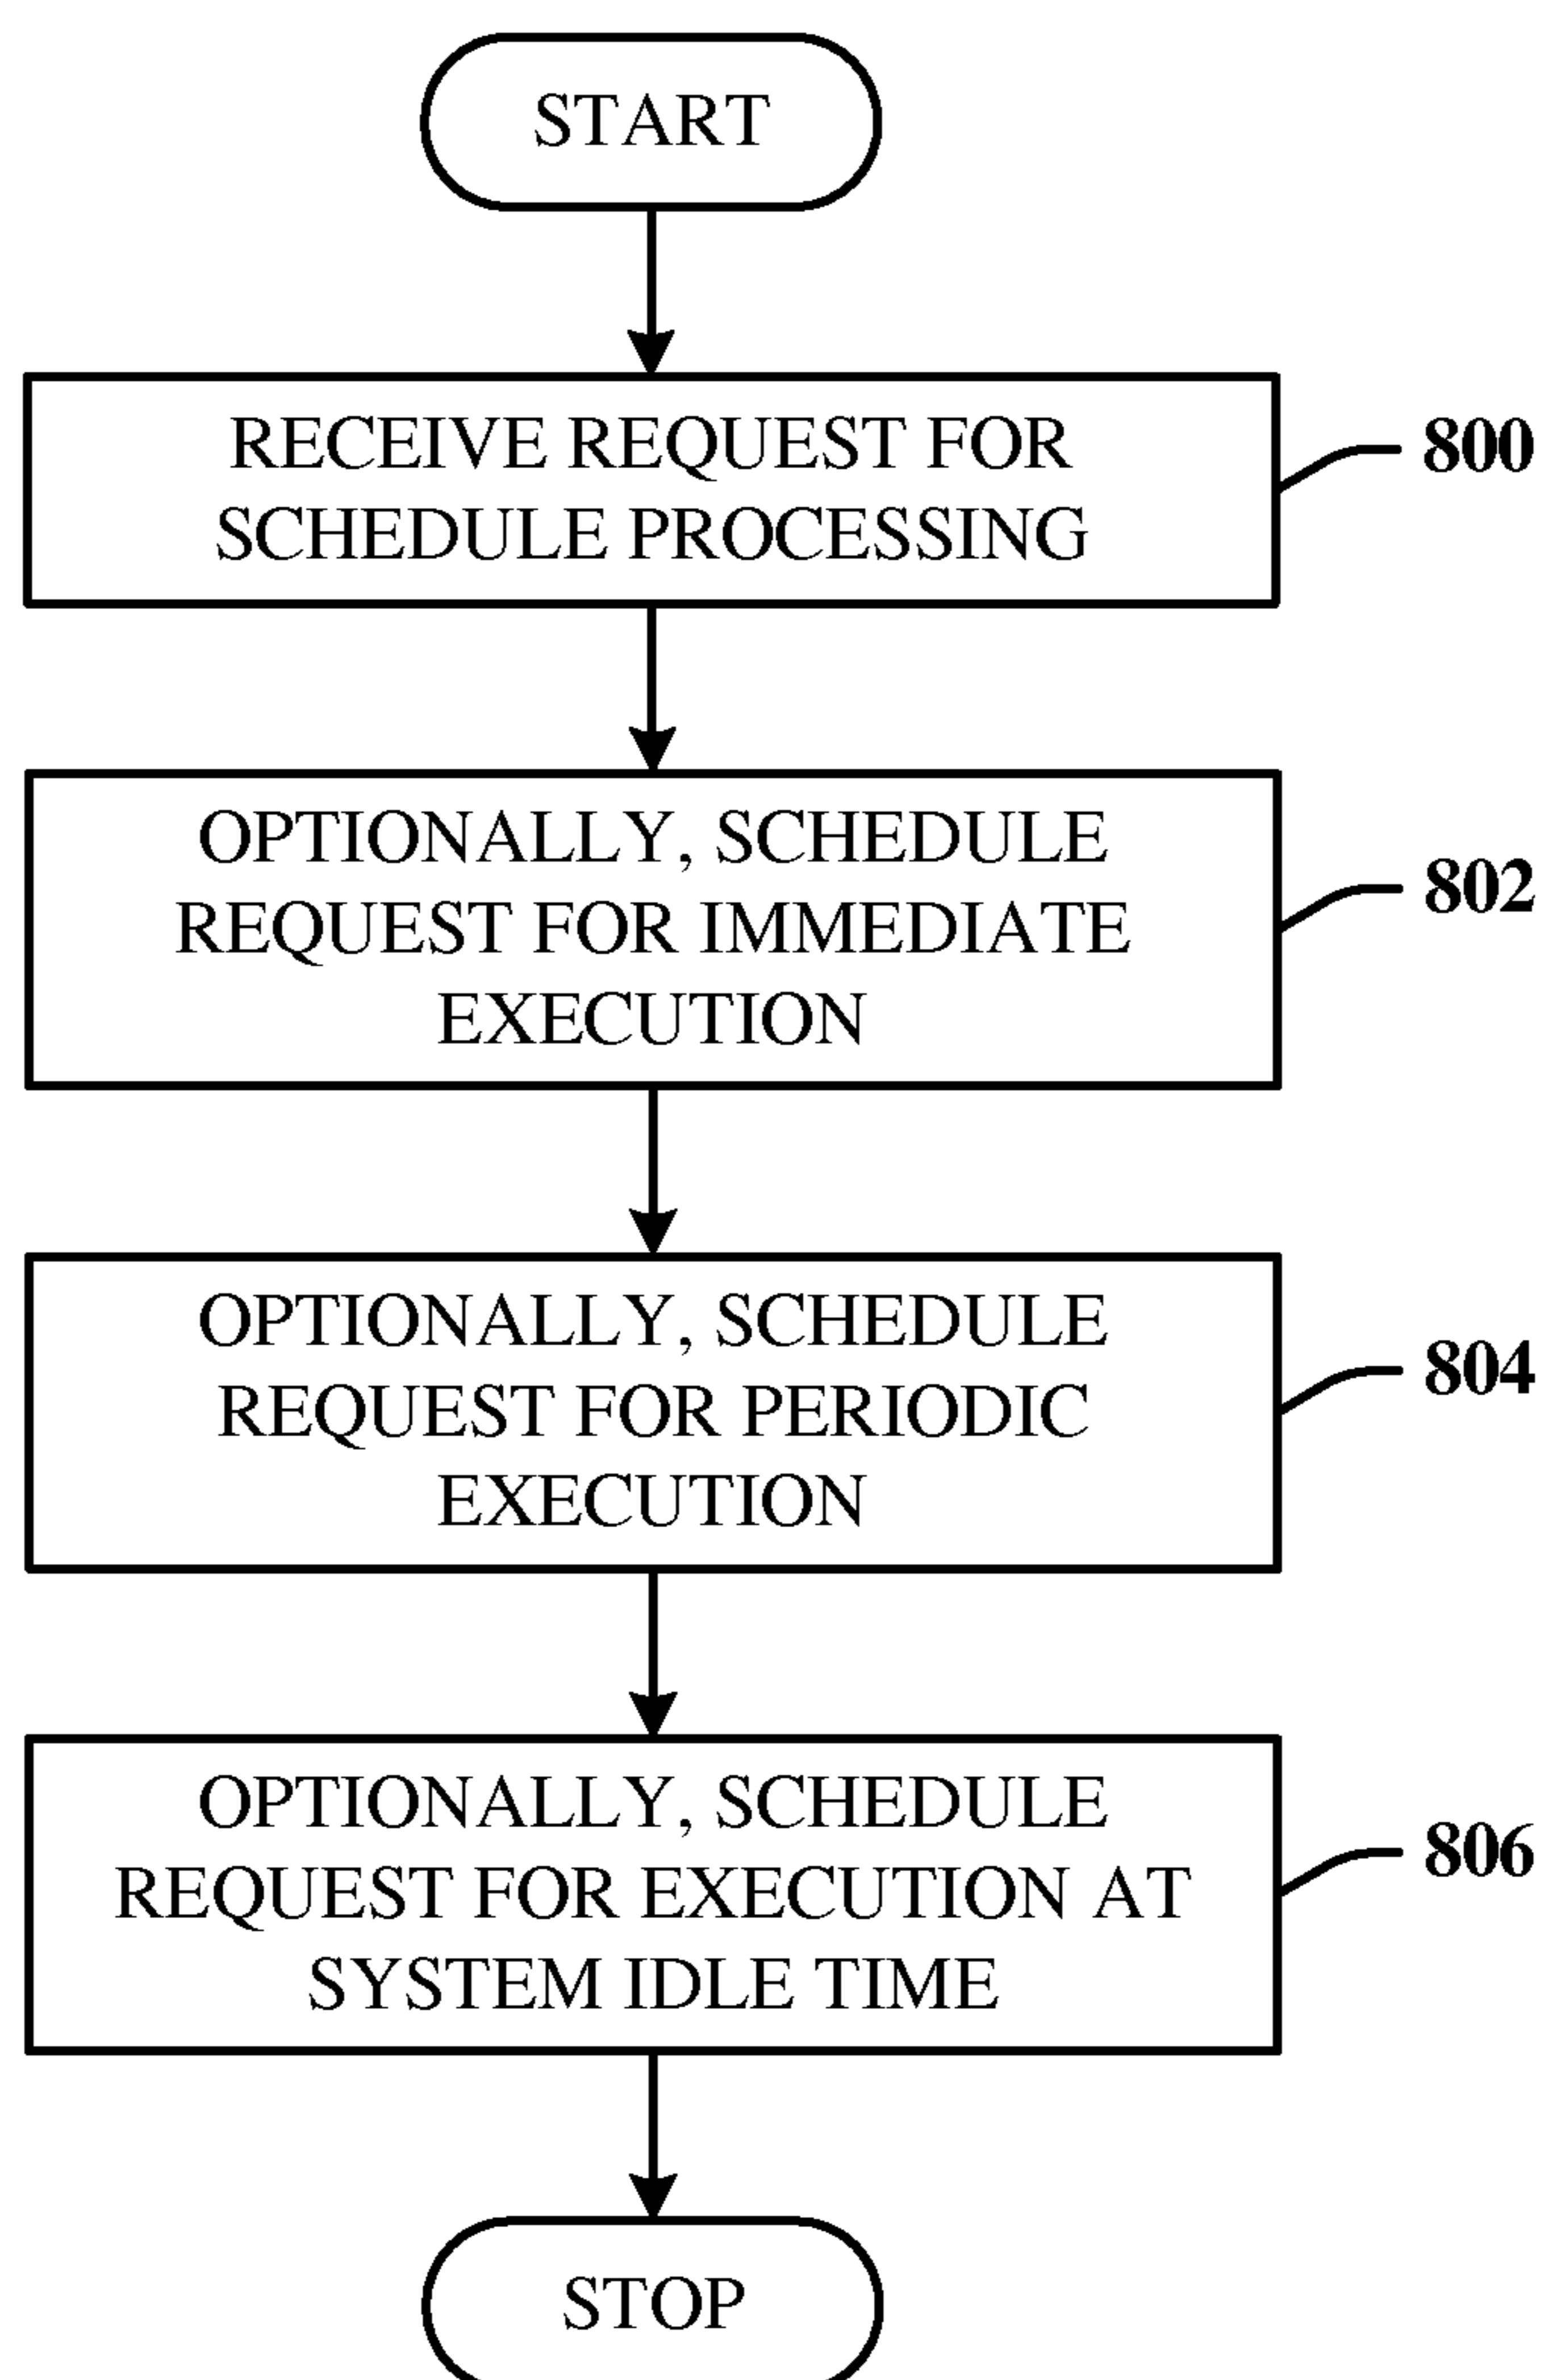 START
RECEIVE REQUEST FOR
SCHEDULE PROCESSING
800
OPTIONALLY, SCHEDULE
REQUEST FOR IMMEDIATE
EXECUTION
802
OPTIONALLY, SCHEDULE
REQUEST FOR PERIODIC
EXECUTION
804
OPTIONALLY, SCHEDULE
REQUEST FOR EXECUTION AT
SYSTEM IDLE TIME
806
STOP